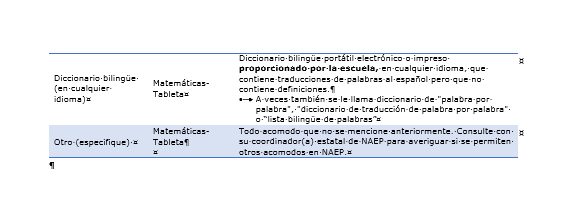 Diccionario bilingüe portátil electrónico o impreso
proporcionado por la escuela, en cualquier idioma, que
contiene traducciones de palabras al español pero que no
contiene definiciones.¶
Diccionario bilingüe
(en cualquier
idioma)¤
Matemáticas-
Tableta¤
• A veces también se le llama diccionario de "palabra por
palabra", "diccionario de traducción de palabra por palabra"
o "lista bilingüe de palabras"¤
¤
Otro (especifique) ¤
Matemáticas-
Tableta¶
¤
Todo acomodo que no se mencione anteriormente. Consulte con
su coordinador(a) estatal de NAEP para averiguar si se permiten
otros acomodos en NAEP.¤
¤
¶